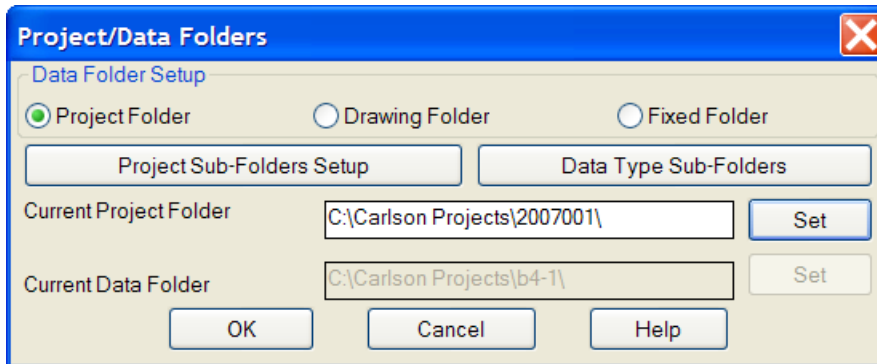 Project/Data Folders
Data Folder Setup
Project Folder Drawing Folder Fixed Folder
Project Sub-Folders Setup Data Type Sub-Folders
Current Project Folder C:\Carlson Projects\2007001\ Set
Current Data Folder C:\Carlson Projects\b4-1\ Set
OK Cancel Help